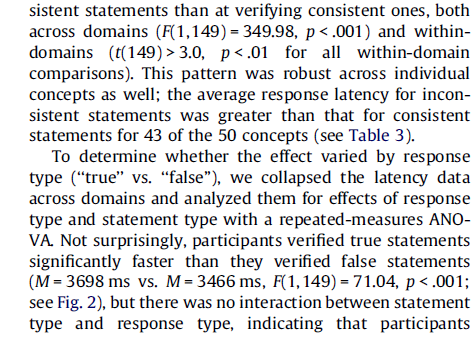 sistent statements than at verifying consistent ones, both
across domains (F(1,149) = 349.98, p < .001) and within-
domains (t(149) > 3.0, p < .01 for all within-domain
comparisons). This pattern was robust across individual
concepts as well; the average response latency for incon-
sistent statements was greater than that for consistent
statements for 43 of the 50 concepts (see Table 3).
To determine whether the effect varied by response
type (“true” vs. “false”), we collapsed the latency data
across domains and analyzed them for effects of response
type and statement type with a repeated-measures ANO-
VA. Not surprisingly, participants verified true statements
significantly faster than they verified false statements
(M = 3698 ms vs. M = 3466 ms, F(1,149) = 71.04, p < .001;
see Fig. 2), but there was no interaction between statement
type and response type, indicating that participants